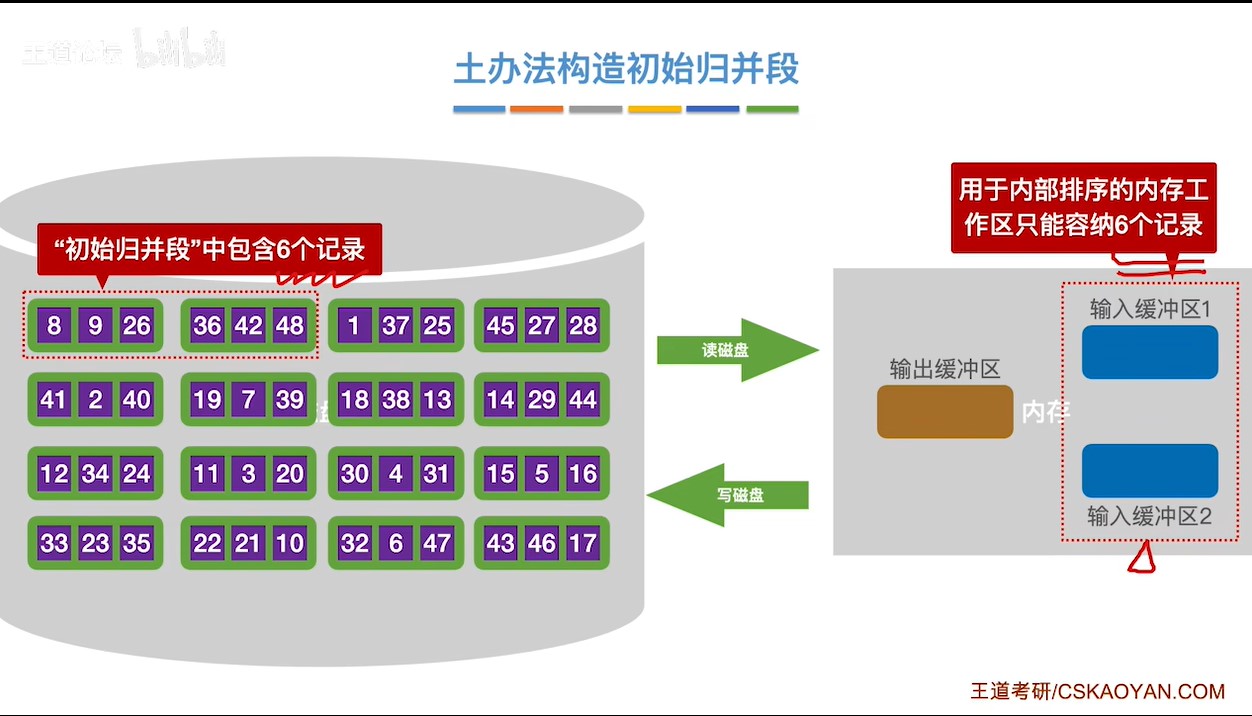 王道论坛 bilibili
土办法构造初始归并段
用于内部排序的内存工
作区只能容纳6个记录
“初始归并段”中包含6个记录
8 9 26 36 42 48 1 37 25 45 27 28
41 2 40 19 7 39 18 38 13 14 29 44
12 34 24 11 3 20 30 4 31 15 5 16
33 23 35 22 21 10 32 6 47 43 46 17
读磁盘
写磁盘
输入缓冲区1
输出缓冲区
内存
输入缓冲区2
王道考研/CSKAOYAN.COM